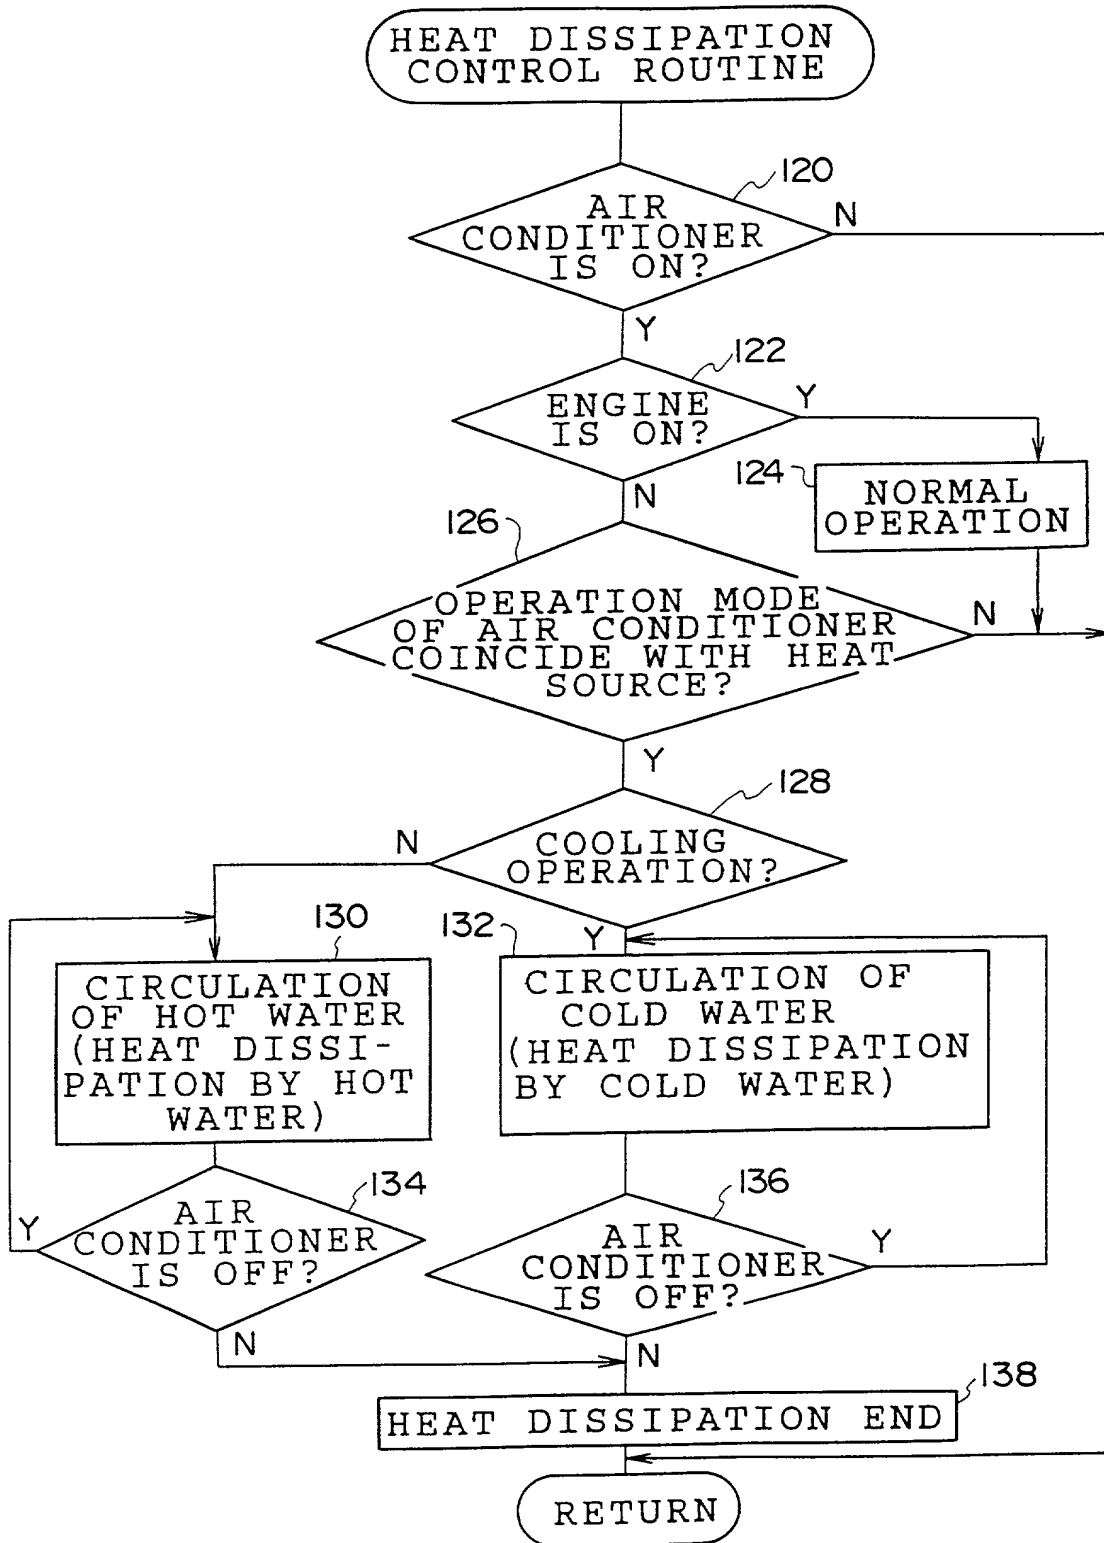 HEAT DISSIPATION
CONTROL ROUTINE
120
AIR
CONDITIONER
IS ON?
N
Y
122
ENGINE
IS ON?
Y
N
124
NORMAL
OPERATION
126
OPERATION MODE
OF AIR CONDITIONER
COINCIDE WITH HEAT
SOURCE?
N
Y
128
COOLING
OPERATION?
N
Y
130
CIRCULATION
OF HOT WATER
(HEAT DISSI-
PATION BY HOT
WATER)
132
CIRCULATION OF
COLD WATER
(HEAT DISSIPATION
BY COLD WATER)
134
AIR
CONDITIONER
IS OFF?
Y
N
136
AIR
CONDITIONER
IS OFF?
Y
N
138
HEAT DISSIPATION END
RETURN